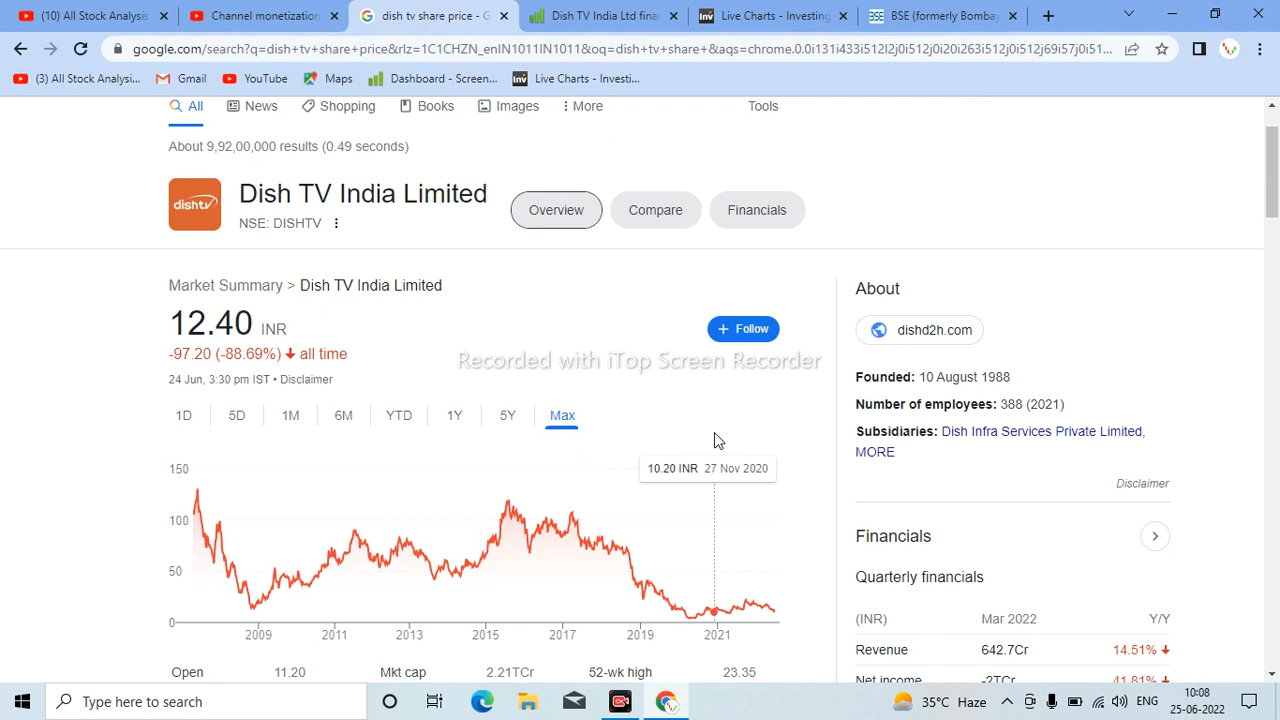 (10) All Stock Analysis
Channel monetization
dish tv share price - G
Dish TV India Ltd finan
Live Charts - Investing
BSE (formerly Bombay
google.com/search?q=dish+tv+share+price&rlz=1C1CHZN_enIN1011IN1011&oq=dish+tv+share+&aqs=chrome.0.0i131i433i512l2j0i512j0i20i263i512j0i512j69i57j0i51...
(3) All Stock Analysi...
Gmail
YouTube
Maps
Dashboard - Screen...
Live Charts - Investi...
All
News
Shopping
Books
Images
More
Tools
About 9,92,00,000 results (0.49 seconds)
dishtv
Dish TV India Limited
NSE: DISHTV
Overview
Compare
Financials
Market Summary > Dish TV India Limited
12.40 INR
-97.20 (-88.69%) all time
24 Jun, 3:30 pm IST • Disclaimer
+ Follow
Recorded with iTop Screen Recorder
1D
5D
1M
6M
YTD
1Y
5Y
Max
10.20 INR 27 Nov 2020
150
100
50
0
2009
2011
2013
2015
2017
2019
2021
Open 11.20
Mkt cap 2.21TCr
52-wk high 23.35
About
dishd2h.com
Founded: 10 August 1988
Number of employees: 388 (2021)
Subsidiaries: Dish Infra Services Private Limited,
MORE
Disclaimer
Financials
Quarterly financials
(INR) Mar 2022 Y/Y
Revenue 642.7Cr 14.51%
Net income -2TCr 41.81%
Type here to search
35°C Haze
ENG
10:08
25-06-2022